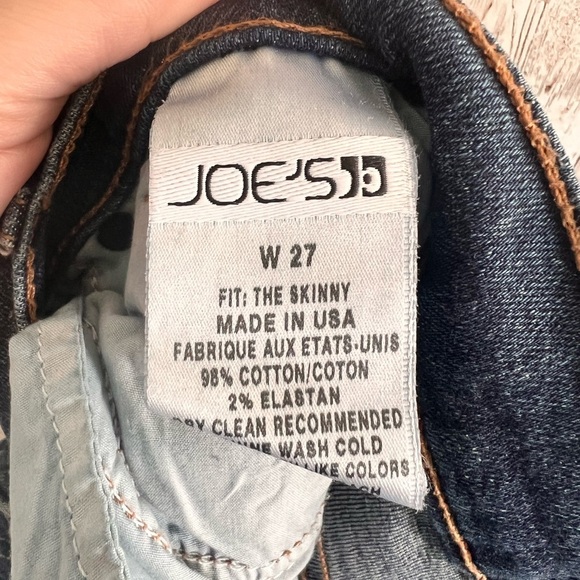 JOE'S
W 27
FIT: THE SKINNY
MADE IN USA
FABRIQUE AUX ETATS-UNIS
98% COTTON/COTON
2% ELASTAN
DRY CLEAN RECOMMENDED
WASH COLD
LIKE COLORS